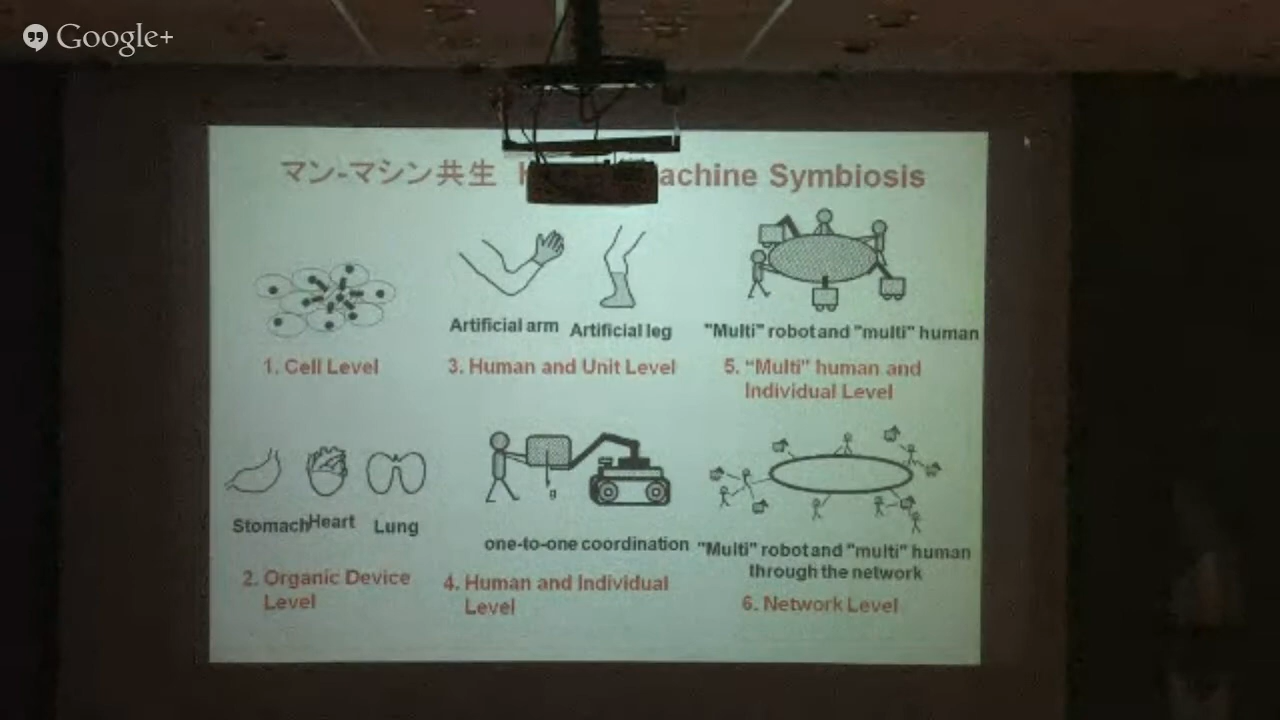 Google+
マン-マシン共生 achine Symbiosis
Artificial arm
Artificial leg
"Multi" robot and "multi" human
1. Cell Level
3. Human and Unit Level
5. "Multi" human and
Individual Level
Stomach
Heart
Lung
g
one-to-one coordination
"Multi" robot and "multi" human
through the network
2. Organic Device
Level
4. Human and Individual
Level
6. Network Level